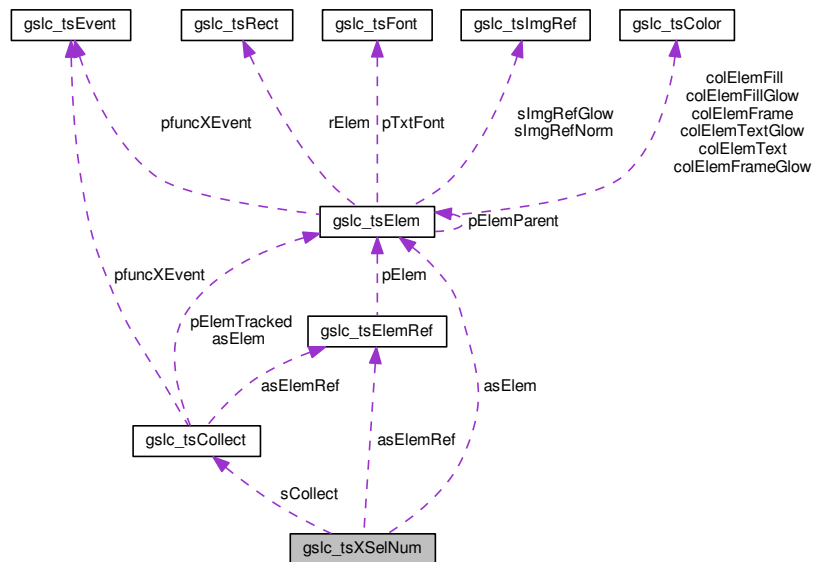 gslc_tsEvent
gslc_tsRect
gslc_tsFont
gslc_tsImgRef
gslc_tsColor
pfuncXEvent
rElem
pTxtFont
sImgRefGlow
sImgRefNorm
colElemFill
colElemFillGlow
colElemFrame
colElemTextGlow
colElemText
colElemFrameGlow
gslc_tsElem
pElemParent
pfuncXEvent
pElem
pElemTracked
asElem
gslc_tsElemRef
asElemRef
asElem
gslc_tsCollect
asElemRef
sCollect
gslc_tsXSelNum